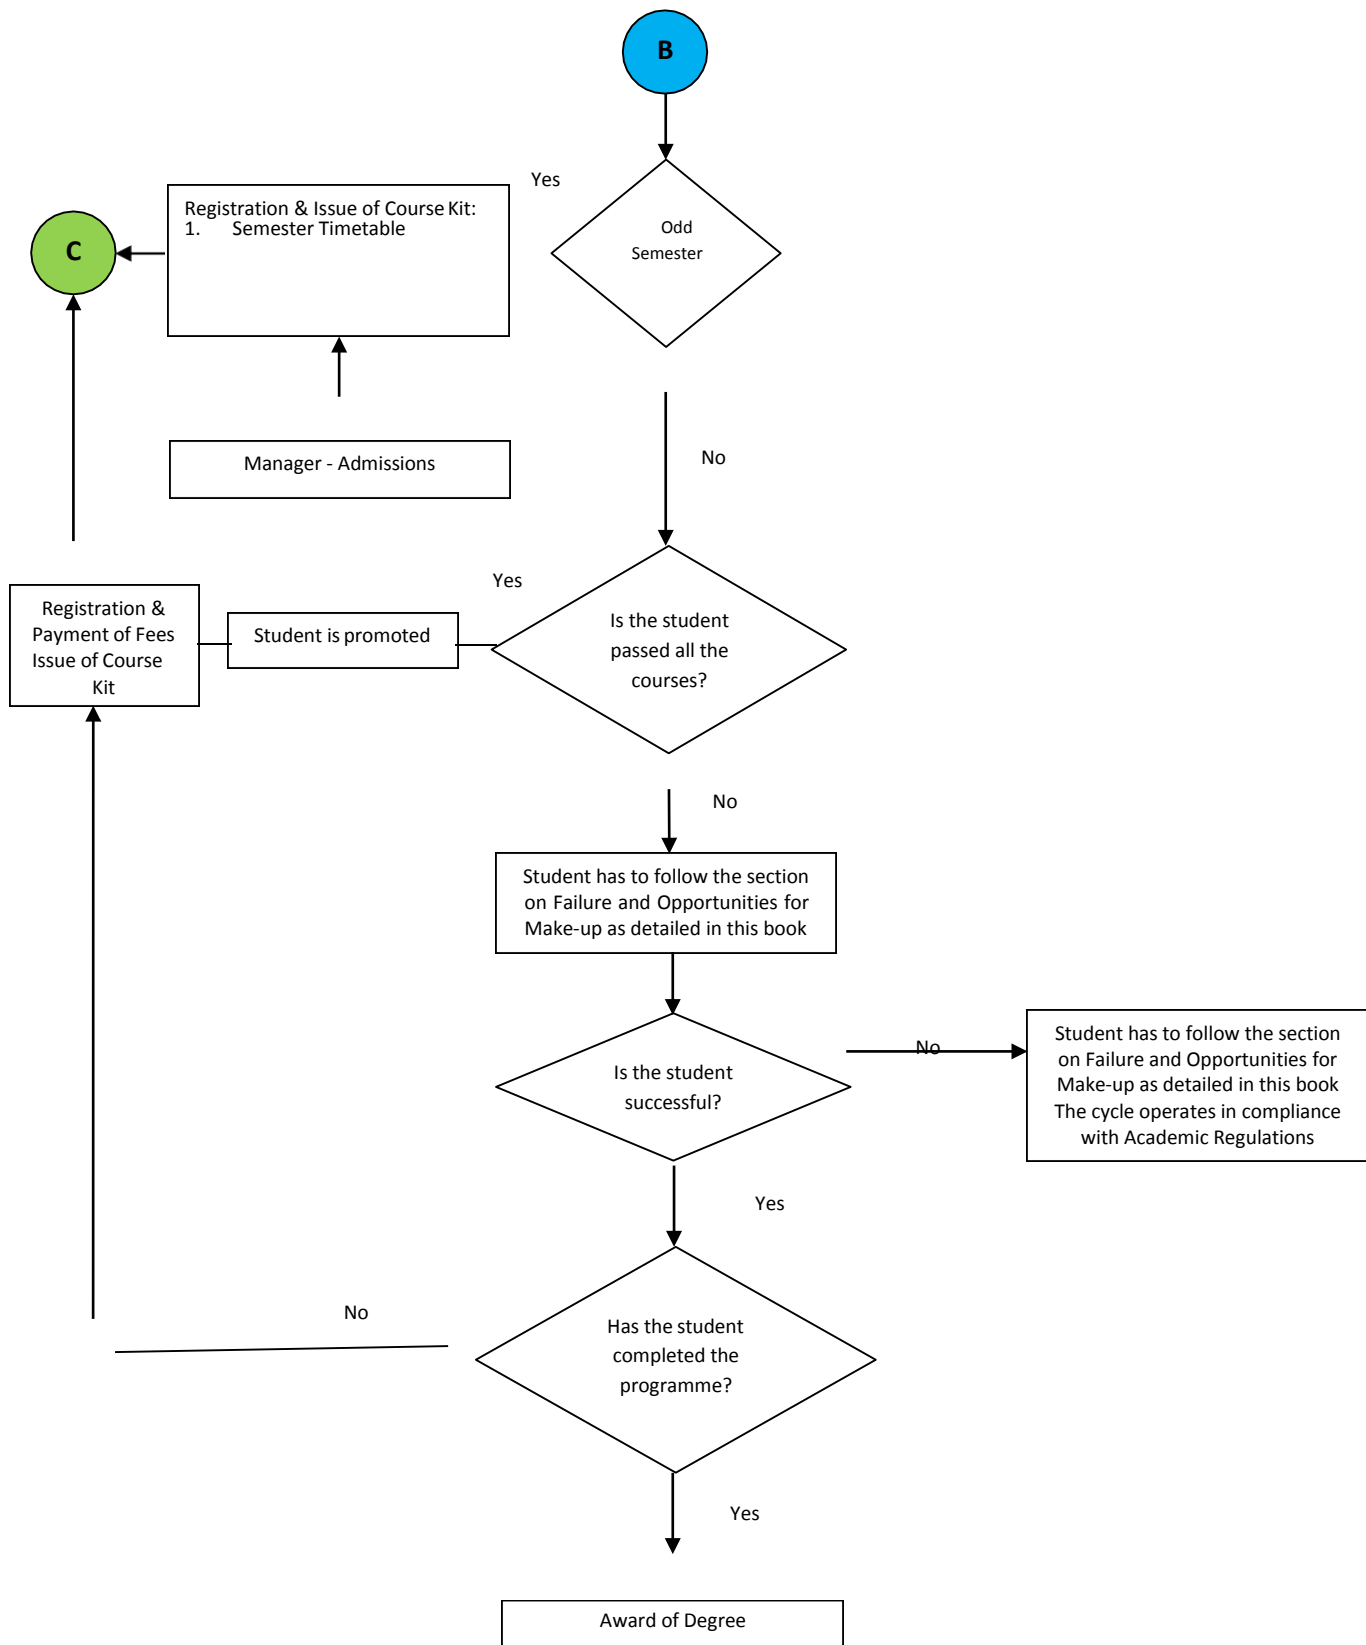 B
Yes
Registration & Issue of Course Kit:
1. Semester Timetable
Odd
Semester
C
Manager - Admissions
No
Yes
Registration &
Payment of Fees
Issue of Course
Kit
Student is promoted
Is the student
passed all the
courses?
No
Student has to follow the section
on Failure and Opportunities for
Make-up as detailed in this book
Student has to follow the section
on Failure and Opportunities for
Make-up as detailed in this book
The cycle operates in compliance
with Academic Regulations
No
Is the student
successful?
Yes
No
Has the student
completed the
programme?
Yes
Award of Degree